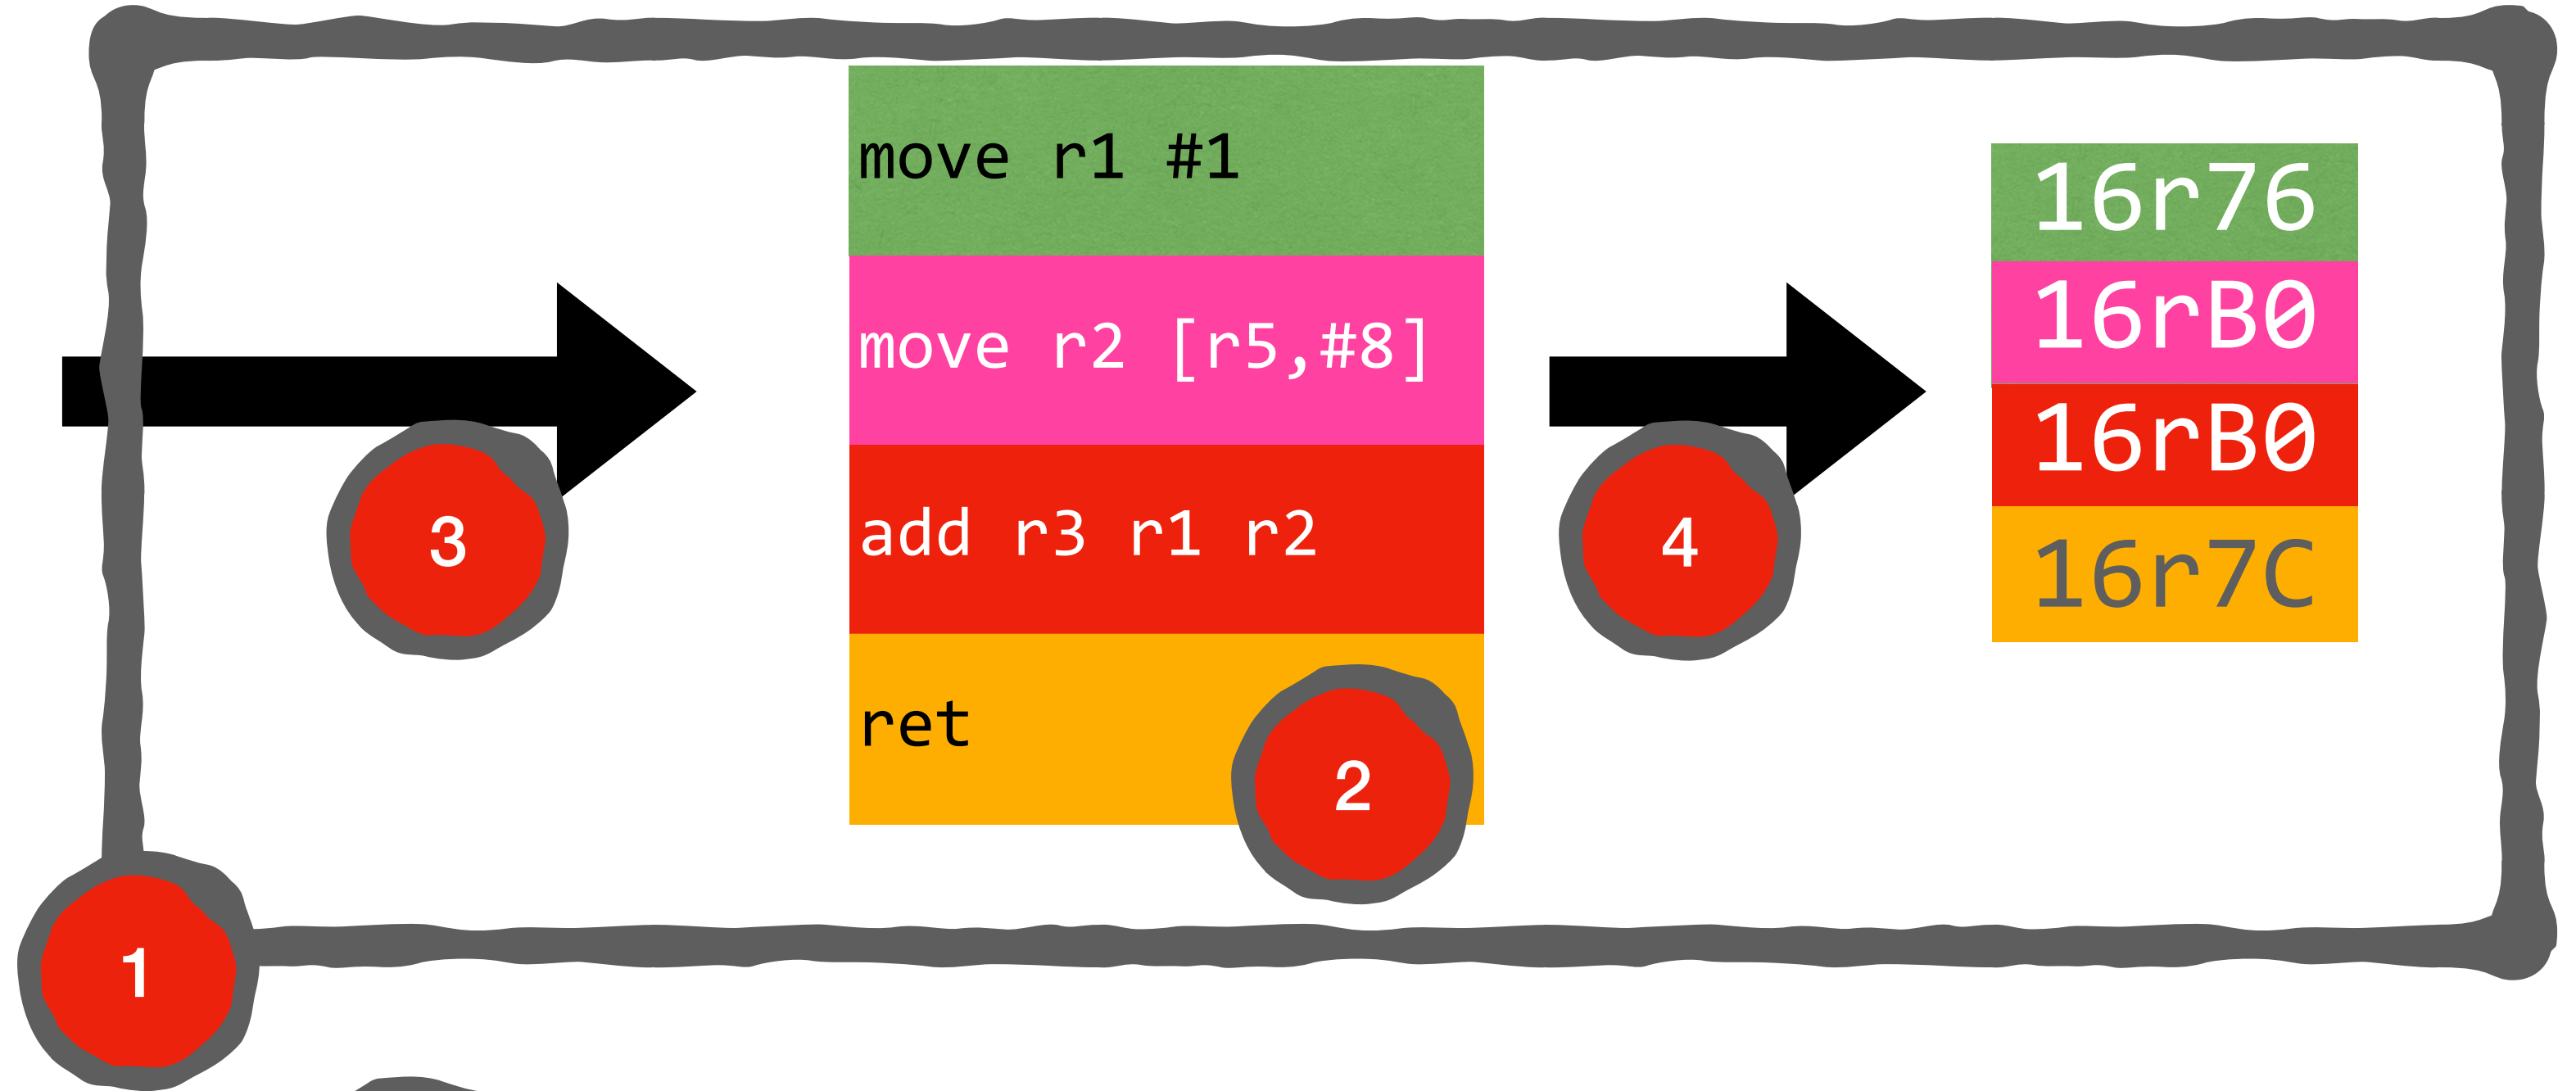 move r1 #1
move r2 [r5,#8]
add r3 r1 r2
ret
16r76
16rB0
16rB0
16r7C
3
4
2
1